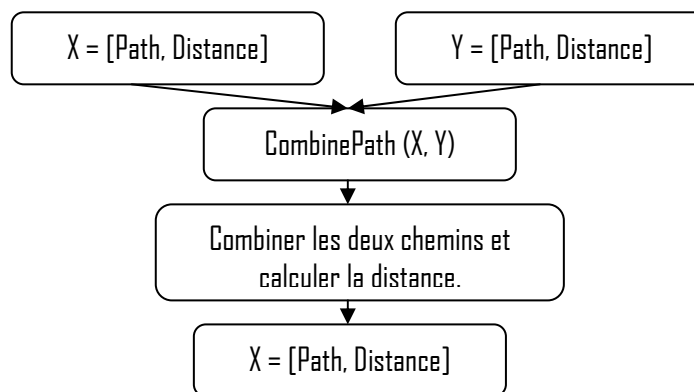 X = [Path, Distance]
Y = [Path, Distance]
CombinePath (X, Y)
Combiner les deux chemins et
calculer la distance.
X = [Path, Distance]